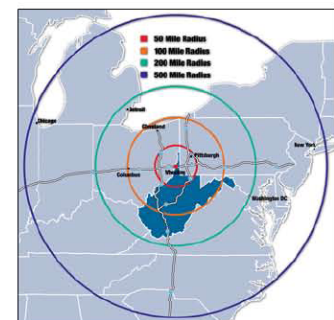 50 Mile Radius
100 Mile Radius
200 Mile Radius
500 Mile Radius
Chicago
Detroit
Cleveland
New York
Pittsburgh
Columbus
Wheeling
Washington DC